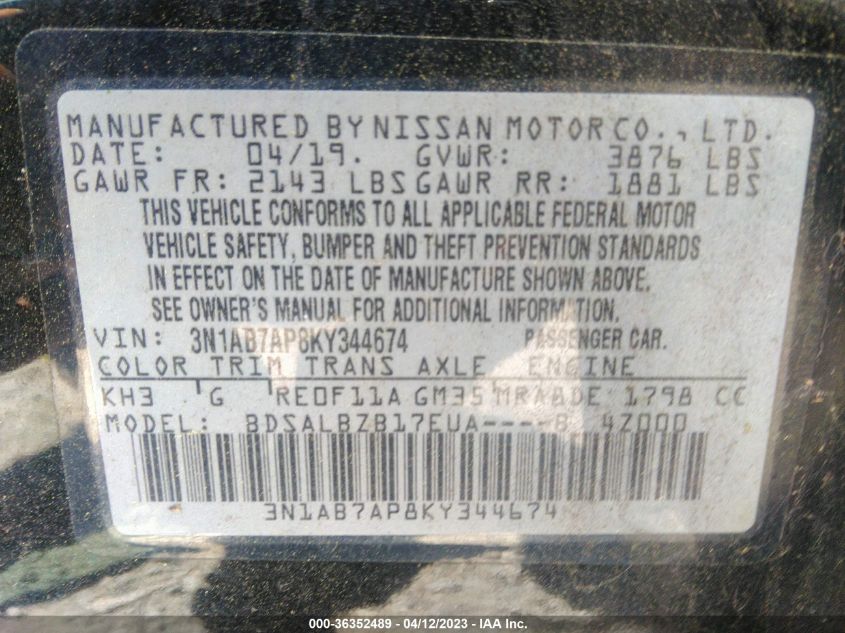 MANUFACTURED BY NISSAN MOTOR CO., LTD.
DATE: 04/19. GVWR: 3876 LBS
GAWR FR: 2143 LBS GAWR RR: 1881 LBS
THIS VEHICLE CONFORMS TO ALL APPLICABLE FEDERAL MOTOR
VEHICLE SAFETY, BUMPER AND THEFT PREVENTION STANDARDS
IN EFFECT ON THE DATE OF MANUFACTURE SHOWN ABOVE.
SEE OWNER'S MANUAL FOR ADDITIONAL INFORMATION.
VIN: 3N1AB7AP8KY344674 PASSENGER CAR.
COLOR TRIM TRANS AXLE ENGINE
KH3 G RE0F11A GM35 MRA8DE 1798 CC
MODEL: BDSALBZB17EUA----B 4Z000
3N1AB7AP8KY344674
000-36352489 - 04/12/2023 - IAA Inc.